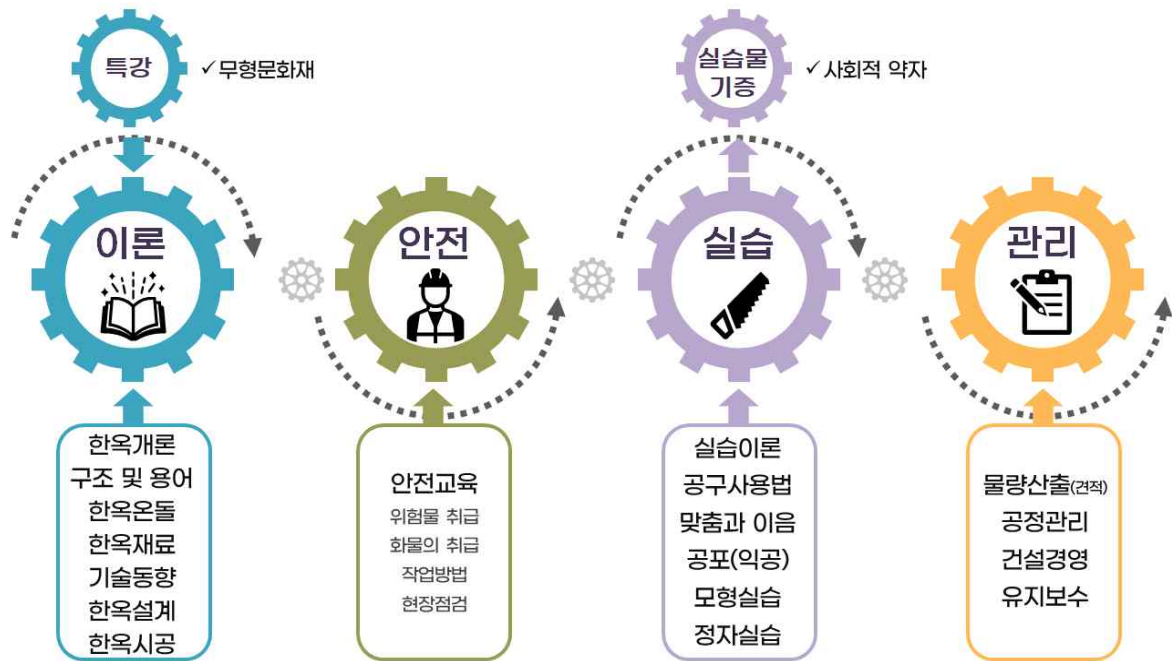 특강
✓무형문화재
실습물
기증
✓사회적 약자
이론
안전
실습
관리
한옥개론
구조 및 용어
한옥온돌
한옥재료
기술동향
한옥설계
한옥시공
안전교육
위험물 취급
화물의 취급
작업방법
현장점검
실습이론
공구사용법
맞춤과 이음
공포(익공)
모형실습
정자실습
물량산출(견적)
공정관리
건설경영
유지보수